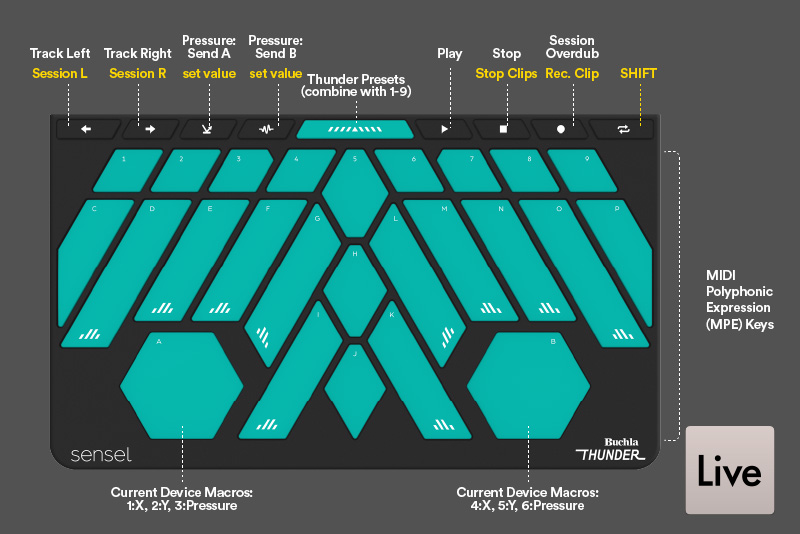 Track Left
Track Right
Pressure:
Send A
Pressure:
Send B
Play
Stop
Session
Overdub
Session L
Session R
set value
set value
Thunder Presets
(combine with 1-9)
Stop Clips
Rec. Clip
SHIFT
1
2
3
4
5
6
7
8
9
C
D
E
F
G
H
L
M
N
O
P
I
K
J
A
B
MIDI
Polyphonic
Expression
(MPE) Keys
sensel
Buchla
THUNDER
Live
Current Device Macros:
1:X, 2:Y, 3:Pressure
Current Device Macros:
4:X, 5:Y, 6:Pressure